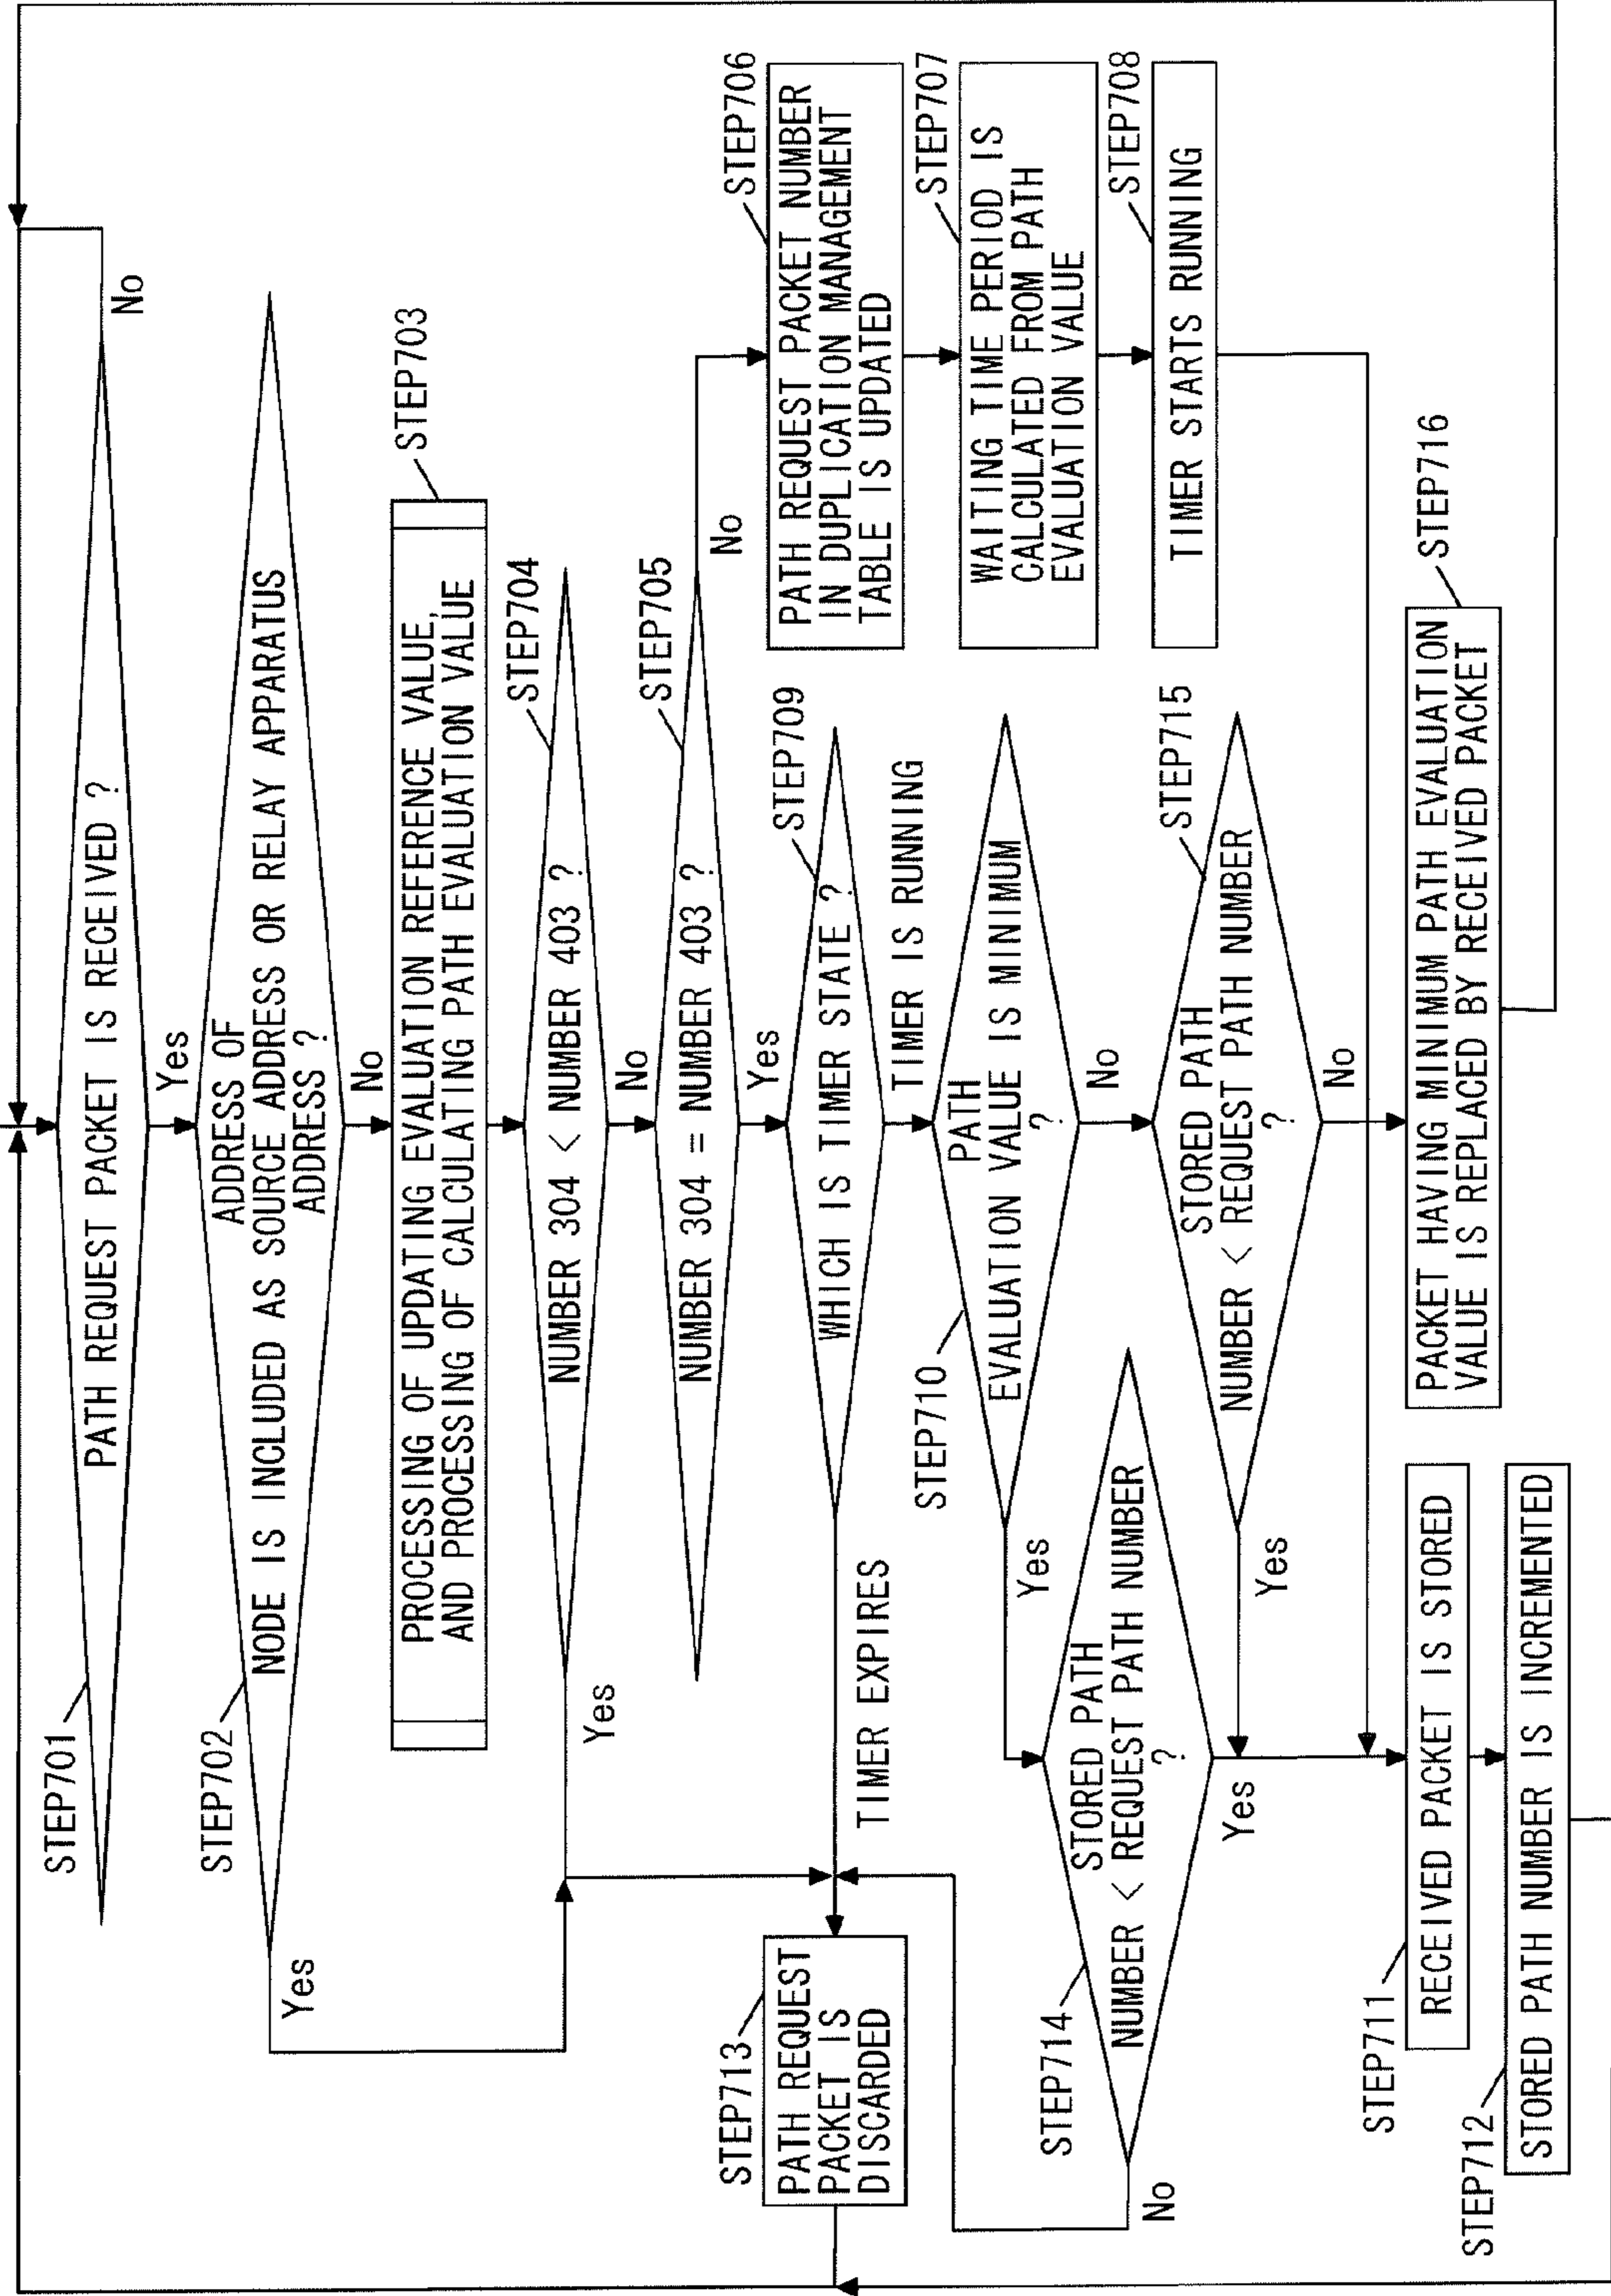 STEP701
PATH REQUEST PACKET IS RECEIVED ?
No
Yes
STEP702
ADDRESS OF
NODE IS INCLUDED AS SOURCE ADDRESS OR RELAY APPARATUS
ADDRESS ?
Yes
No
STEP703
PROCESSING OF UPDATING EVALUATION REFERENCE VALUE,
AND PROCESSING OF CALCULATING PATH EVALUATION VALUE
STEP704
NUMBER 304 < NUMBER 403 ?
Yes
No
STEP705
NUMBER 304 = NUMBER 403 ?
No
Yes
STEP706
PATH REQUEST PACKET NUMBER
IN DUPLICATION MANAGEMENT
TABLE IS UPDATED
STEP707
WAITING TIME PERIOD IS
CALCULATED FROM PATH
EVALUATION VALUE
STEP708
TIMER STARTS RUNNING
STEP709
WHICH IS TIMER STATE ?
TIMER EXPIRES
TIMER IS RUNNING
STEP713
PATH REQUEST
PACKET IS
DISCARDED
STEP710
PATH
EVALUATION VALUE IS MINIMUM
?
Yes
No
STEP714
STORED PATH
NUMBER < REQUEST PATH NUMBER
?
No
Yes
STEP715
STORED PATH
NUMBER < REQUEST PATH NUMBER
?
Yes
No
STEP711
RECEIVED PACKET IS STORED
STEP712
STORED PATH NUMBER IS INCREMENTED
STEP716
PACKET HAVING MINIMUM PATH EVALUATION
VALUE IS REPLACED BY RECEIVED PACKET